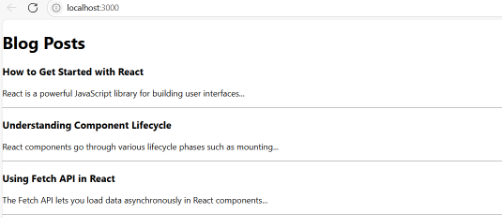 localhost:3000
Blog Posts
How to Get Started with React
React is a powerful JavaScript library for building user interfaces...
Understanding Component Lifecycle
React components go through various lifecycle phases such as mounting...
Using Fetch API in React
The Fetch API lets you load data asynchronously in React components...